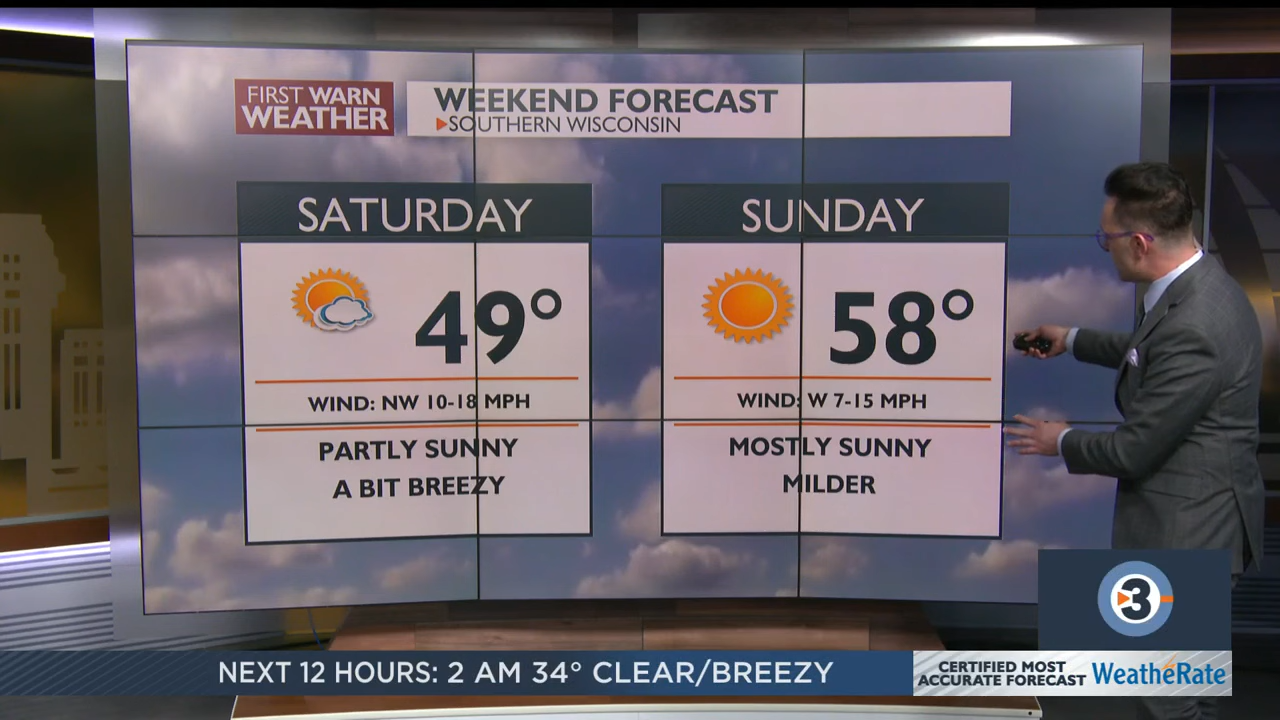 FIRST WARN
WEATHER
WEEKEND FORECAST
SOUTHERN WISCONSIN
SATURDAY
49°
WIND: NW 10-18 MPH
PARTLY SUNNY
A BIT BREEZY
SUNDAY
58°
WIND: W 7-15 MPH
MOSTLY SUNNY
MILDER
3
NEXT 12 HOURS: 2 AM 34° CLEAR/BREEZY
CERTIFIED MOST
ACCURATE FORECAST
WeatheRate